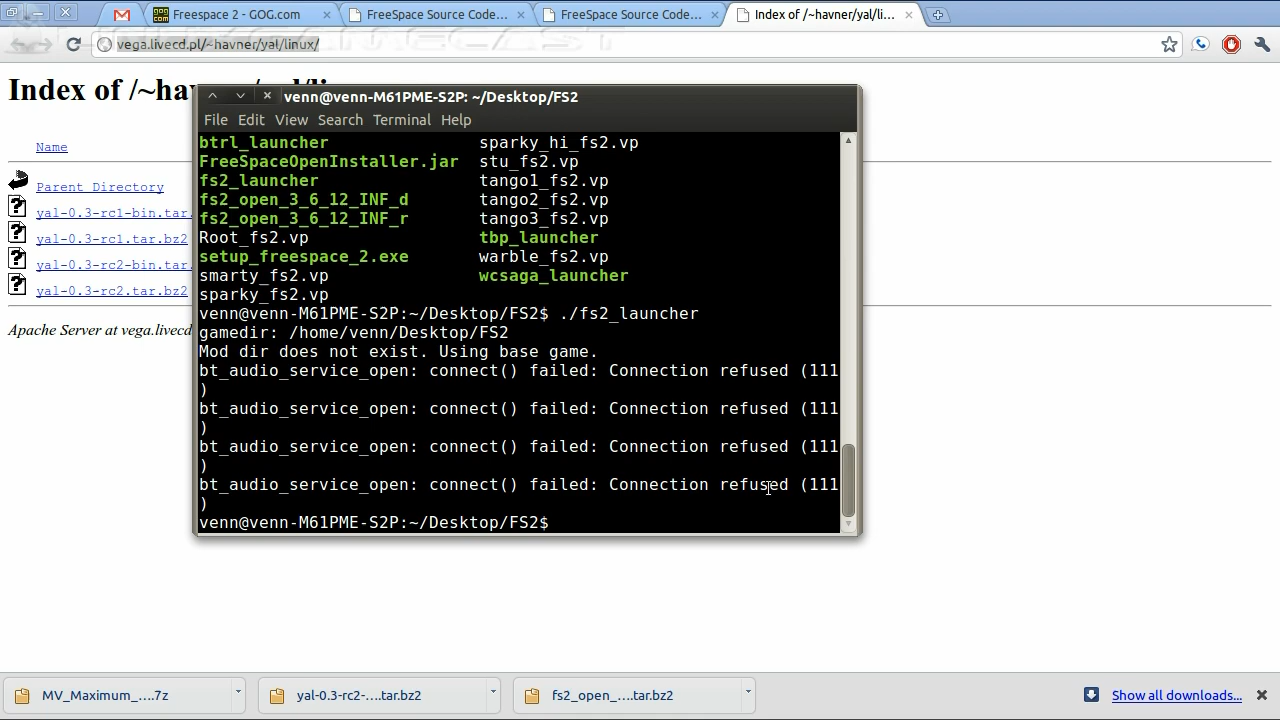 Freespace 2 - GOG.com
FreeSpace Source Code...
FreeSpace Source Code...
Index of /~havner/yal/li...
vega.livecd.pl/~havner/yal/linux/
Index of /~havner/yal/li
Name
Parent Directory
yal-0.3-rc1-bin.tar.
yal-0.3-rc1.tar.bz2
yal-0.3-rc2-bin.tar.
yal-0.3-rc2.tar.bz2
Apache Server at vega.livecd
venn@venn-M61PME-S2P: ~/Desktop/FS2
File Edit View Search Terminal Help
btrl_launcher sparky_hi_fs2.vp
FreeSpaceOpenInstaller.jar stu_fs2.vp
fs2_launcher tango1_fs2.vp
fs2_open_3_6_12_INF_d tango2_fs2.vp
fs2_open_3_6_12_INF_r tango3_fs2.vp
Root_fs2.vp tbp_launcher
setup_freespace_2.exe warble_fs2.vp
smarty_fs2.vp wcsaga_launcher
sparky_fs2.vp
venn@venn-M61PME-S2P:~/Desktop/FS2$ ./fs2_launcher
gamedir: /home/venn/Desktop/FS2
Mod dir does not exist. Using base game.
bt_audio_service_open: connect() failed: Connection refused (111
)
bt_audio_service_open: connect() failed: Connection refused (111
)
bt_audio_service_open: connect() failed: Connection refused (111
)
bt_audio_service_open: connect() failed: Connection refused (111
)
venn@venn-M61PME-S2P:~/Desktop/FS2$
MV_Maximum_....7z
yal-0.3-rc2-....tar.bz2
fs2_open_....tar.bz2
Show all downloads...